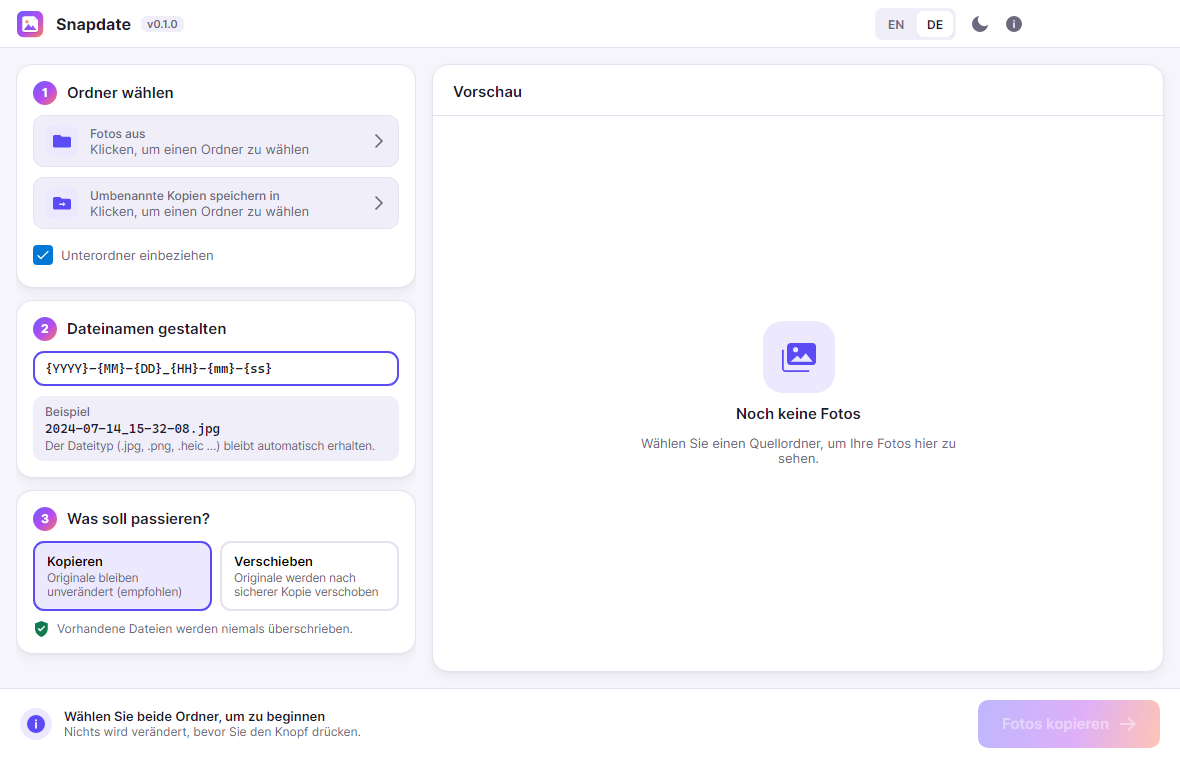 Snapdate v0.1.0
EN DE
1 Ordner wählen
Fotos aus
Klicken, um einen Ordner zu wählen
Umbenannte Kopien speichern in
Klicken, um einen Ordner zu wählen
Unterordner einbeziehen
2 Dateinamen gestalten
{YYYY}-{MM}-{DD}_{HH}-{mm}-{ss}
Beispiel
2024-07-14_15-32-08.jpg
Der Dateityp (.jpg, .png, .heic …) bleibt automatisch erhalten.
3 Was soll passieren?
Kopieren
Originale bleiben
unverändert (empfohlen)
Verschieben
Originale werden nach
sicherer Kopie verschoben
Vorhandene Dateien werden niemals überschrieben.
Vorschau
Noch keine Fotos
Wählen Sie einen Quellordner, um Ihre Fotos hier zu
sehen.
Wählen Sie beide Ordner, um zu beginnen
Nichts wird verändert, bevor Sie den Knopf drücken.
Fotos kopieren